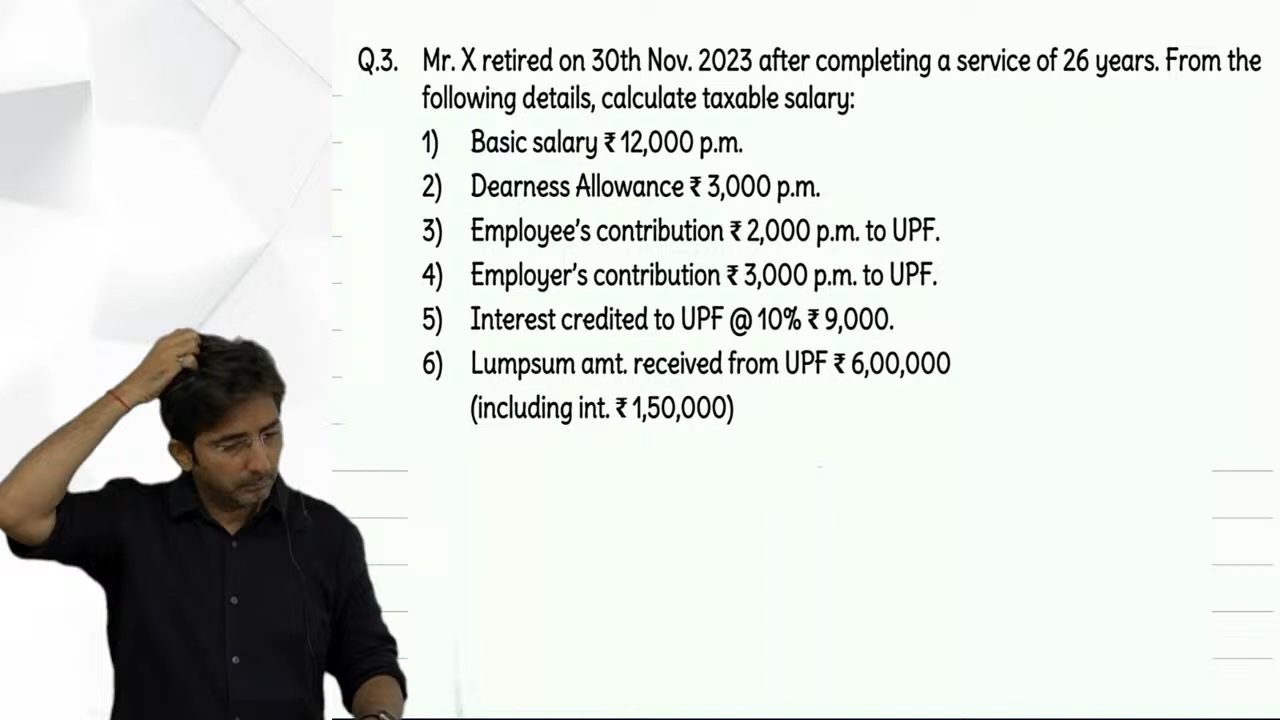 Q.3. Mr. X retired on 30th Nov. 2023 after completing a service of 26 years. From the
following details, calculate taxable salary:
1) Basic salary ₹ 12,000 p.m.
2) Dearness Allowance ₹ 3,000 p.m.
3) Employee's contribution ₹ 2,000 p.m. to UPF.
4) Employer's contribution ₹ 3,000 p.m. to UPF.
5) Interest credited to UPF @ 10% ₹ 9,000.
6) Lumpsum amt. received from UPF ₹ 6,00,000
(including int. ₹ 1,50,000)